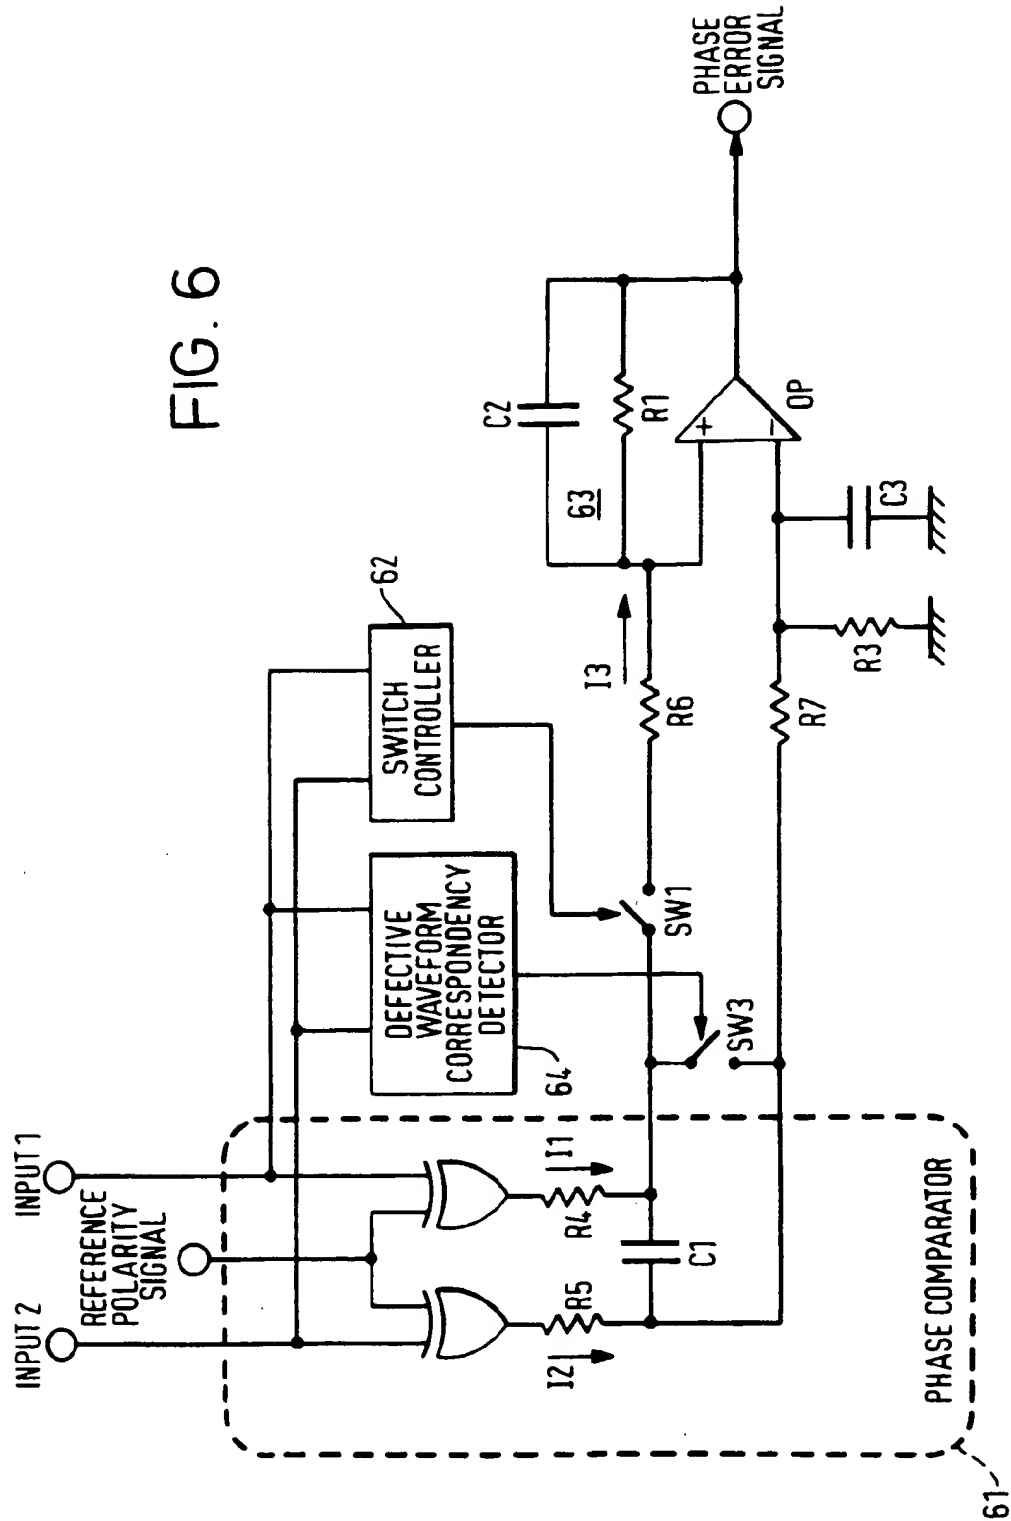 FIG. 6
INPUT 1
REFERENCE
POLARITY
SIGNAL
INPUT 2
62
SWITCH
CONTROLLER
DEFECTIVE
WAVEFORM
CORRESPONDENCY
DETECTOR
64
C2
63
R1
PHASE
ERROR
SIGNAL
+
−
OP
I3
R6
SW1
SW3
I1
R4
C1
R5
I2
R7
R3
C3
PHASE COMPARATOR
61